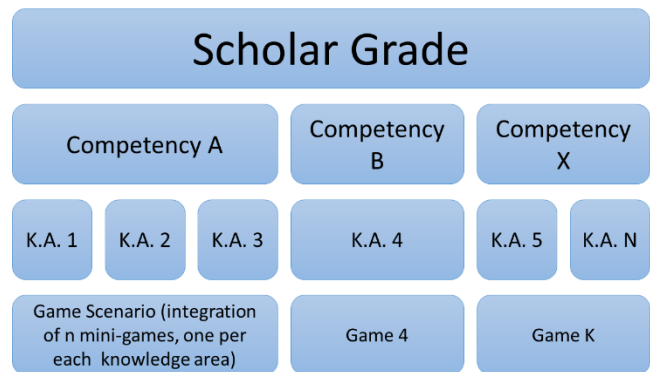 Scholar Grade
Competency A
Competency
B
Competency
X
K.A. 1
K.A. 2
K.A. 3
K.A. 4
K.A. 5
K.A. N
Game Scenario (integration
of n mini-games, one per
each knowledge area)
Game 4
Game K